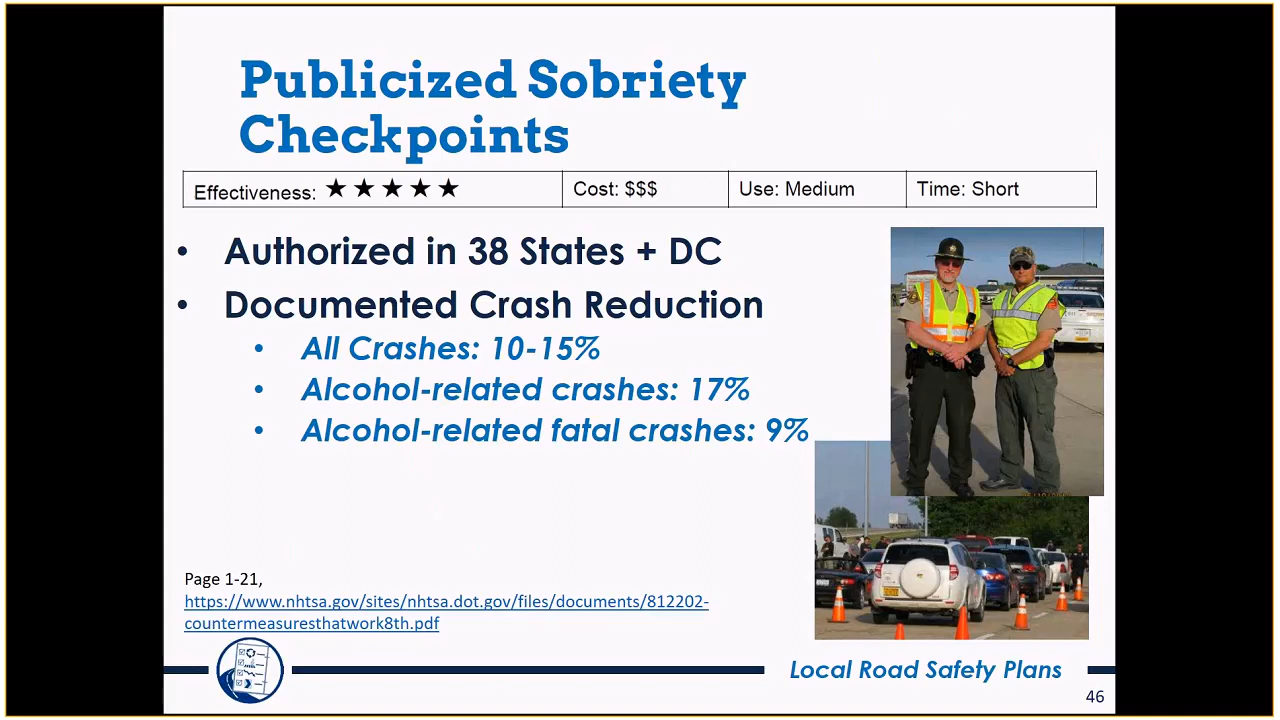 Publicized Sobriety
Checkpoints
Effectiveness: ★★★★★ Cost: $$$ Use: Medium Time: Short
• Authorized in 38 States + DC
• Documented Crash Reduction
• All Crashes: 10-15%
• Alcohol-related crashes: 17%
• Alcohol-related fatal crashes: 9%
Page 1-21,
https://www.nhtsa.gov/sites/nhtsa.dot.gov/files/documents/812202-
countermeasuresthatwork8th.pdf
Local Road Safety Plans
46